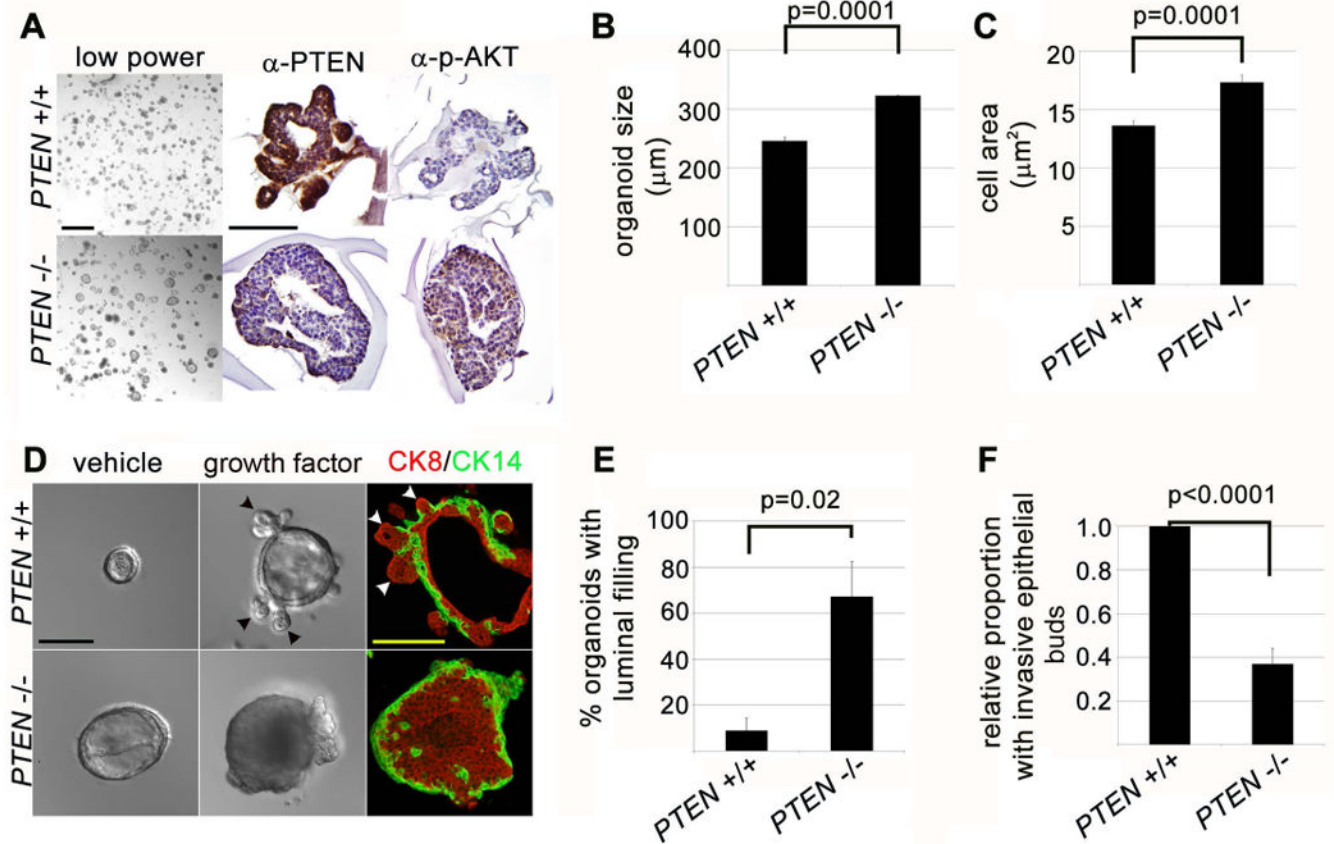 A
low power
α-PTEN
α-p-AKT
PTEN +/+
PTEN -/-
B
p=0.0001
organoid size
(μm)
400
300
200
100
PTEN +/+
PTEN -/-
C
p=0.0001
cell area
(μm²)
20
15
10
5
PTEN +/+
PTEN -/-
D
vehicle
growth factor
CK8/CK14
PTEN +/+
PTEN -/-
E
p=0.02
% organoids with
luminal filling
100
80
60
40
20
PTEN +/+
PTEN -/-
F
p<0.0001
relative proportion
with invasive epithelial
buds
1.0
0.8
0.6
0.4
0.2
PTEN +/+
PTEN -/-